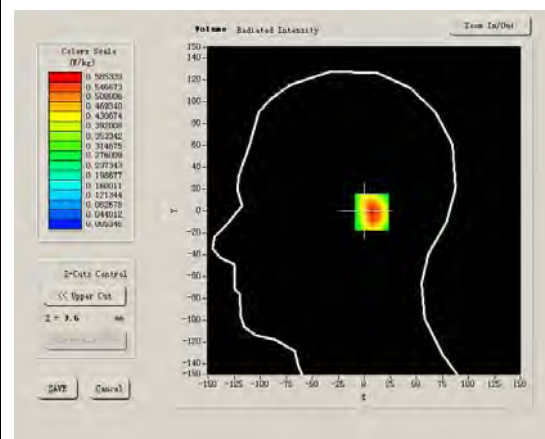 Volume Radiated Intensity
Zoom In/Out
Colors Scale
(W/kg)
0.585339
0.546673
0.508006
0.469340
0.430674
0.392008
0.353342
0.314675
0.276009
0.237343
0.198677
0.160011
0.121344
0.082678
0.044012
0.005346
Z-Cuts Control
<< Upper Cut
Z = 3.6 mm
SAVE
Cancel
150
140
120
100
80
60
40
20
0
-20
-40
-60
-80
-100
-120
-140
-150
Y
-150 -125 -100 -75 -50 -25 0 25 50 75 100 125 150
X